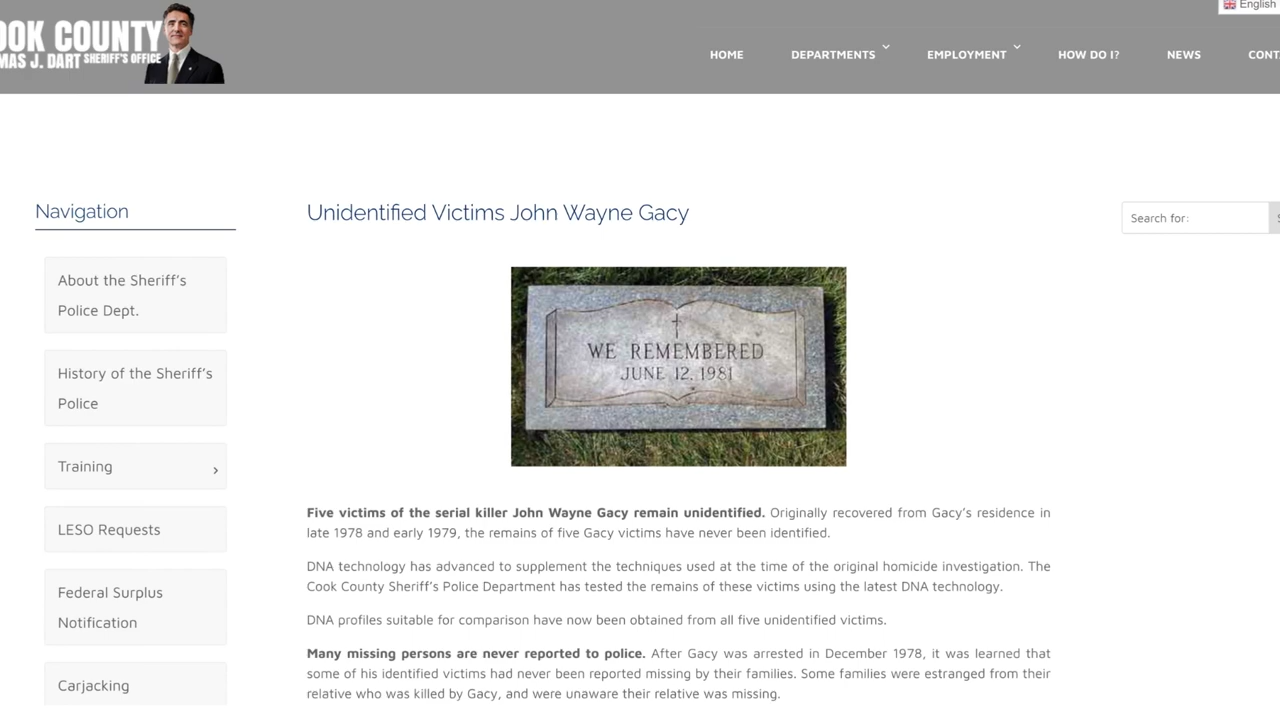 English
OOK COUNTY
MAS J. DART SHERIFF'S OFFICE
HOME
DEPARTMENTS
EMPLOYMENT
HOW DO I?
NEWS
CONT
Navigation
About the Sheriff's
Police Dept.
History of the Sheriff's
Police
Training
LESO Requests
Federal Surplus
Notification
Carjacking
Unidentified Victims John Wayne Gacy
WE REMEMBERED
JUNE 12, 1981
Five victims of the serial killer John Wayne Gacy remain unidentified. Originally recovered from Gacy's residence in
late 1978 and early 1979, the remains of five Gacy victims have never been identified.
DNA technology has advanced to supplement the techniques used at the time of the original homicide investigation. The
Cook County Sheriff's Police Department has tested the remains of these victims using the latest DNA technology.
DNA profiles suitable for comparison have now been obtained from all five unidentified victims.
Many missing persons are never reported to police. After Gacy was arrested in December 1978, it was learned that
some of his identified victims had never been reported missing by their families. Some families were estranged from their
relative who was killed by Gacy, and were unaware their relative was missing.
Search for: